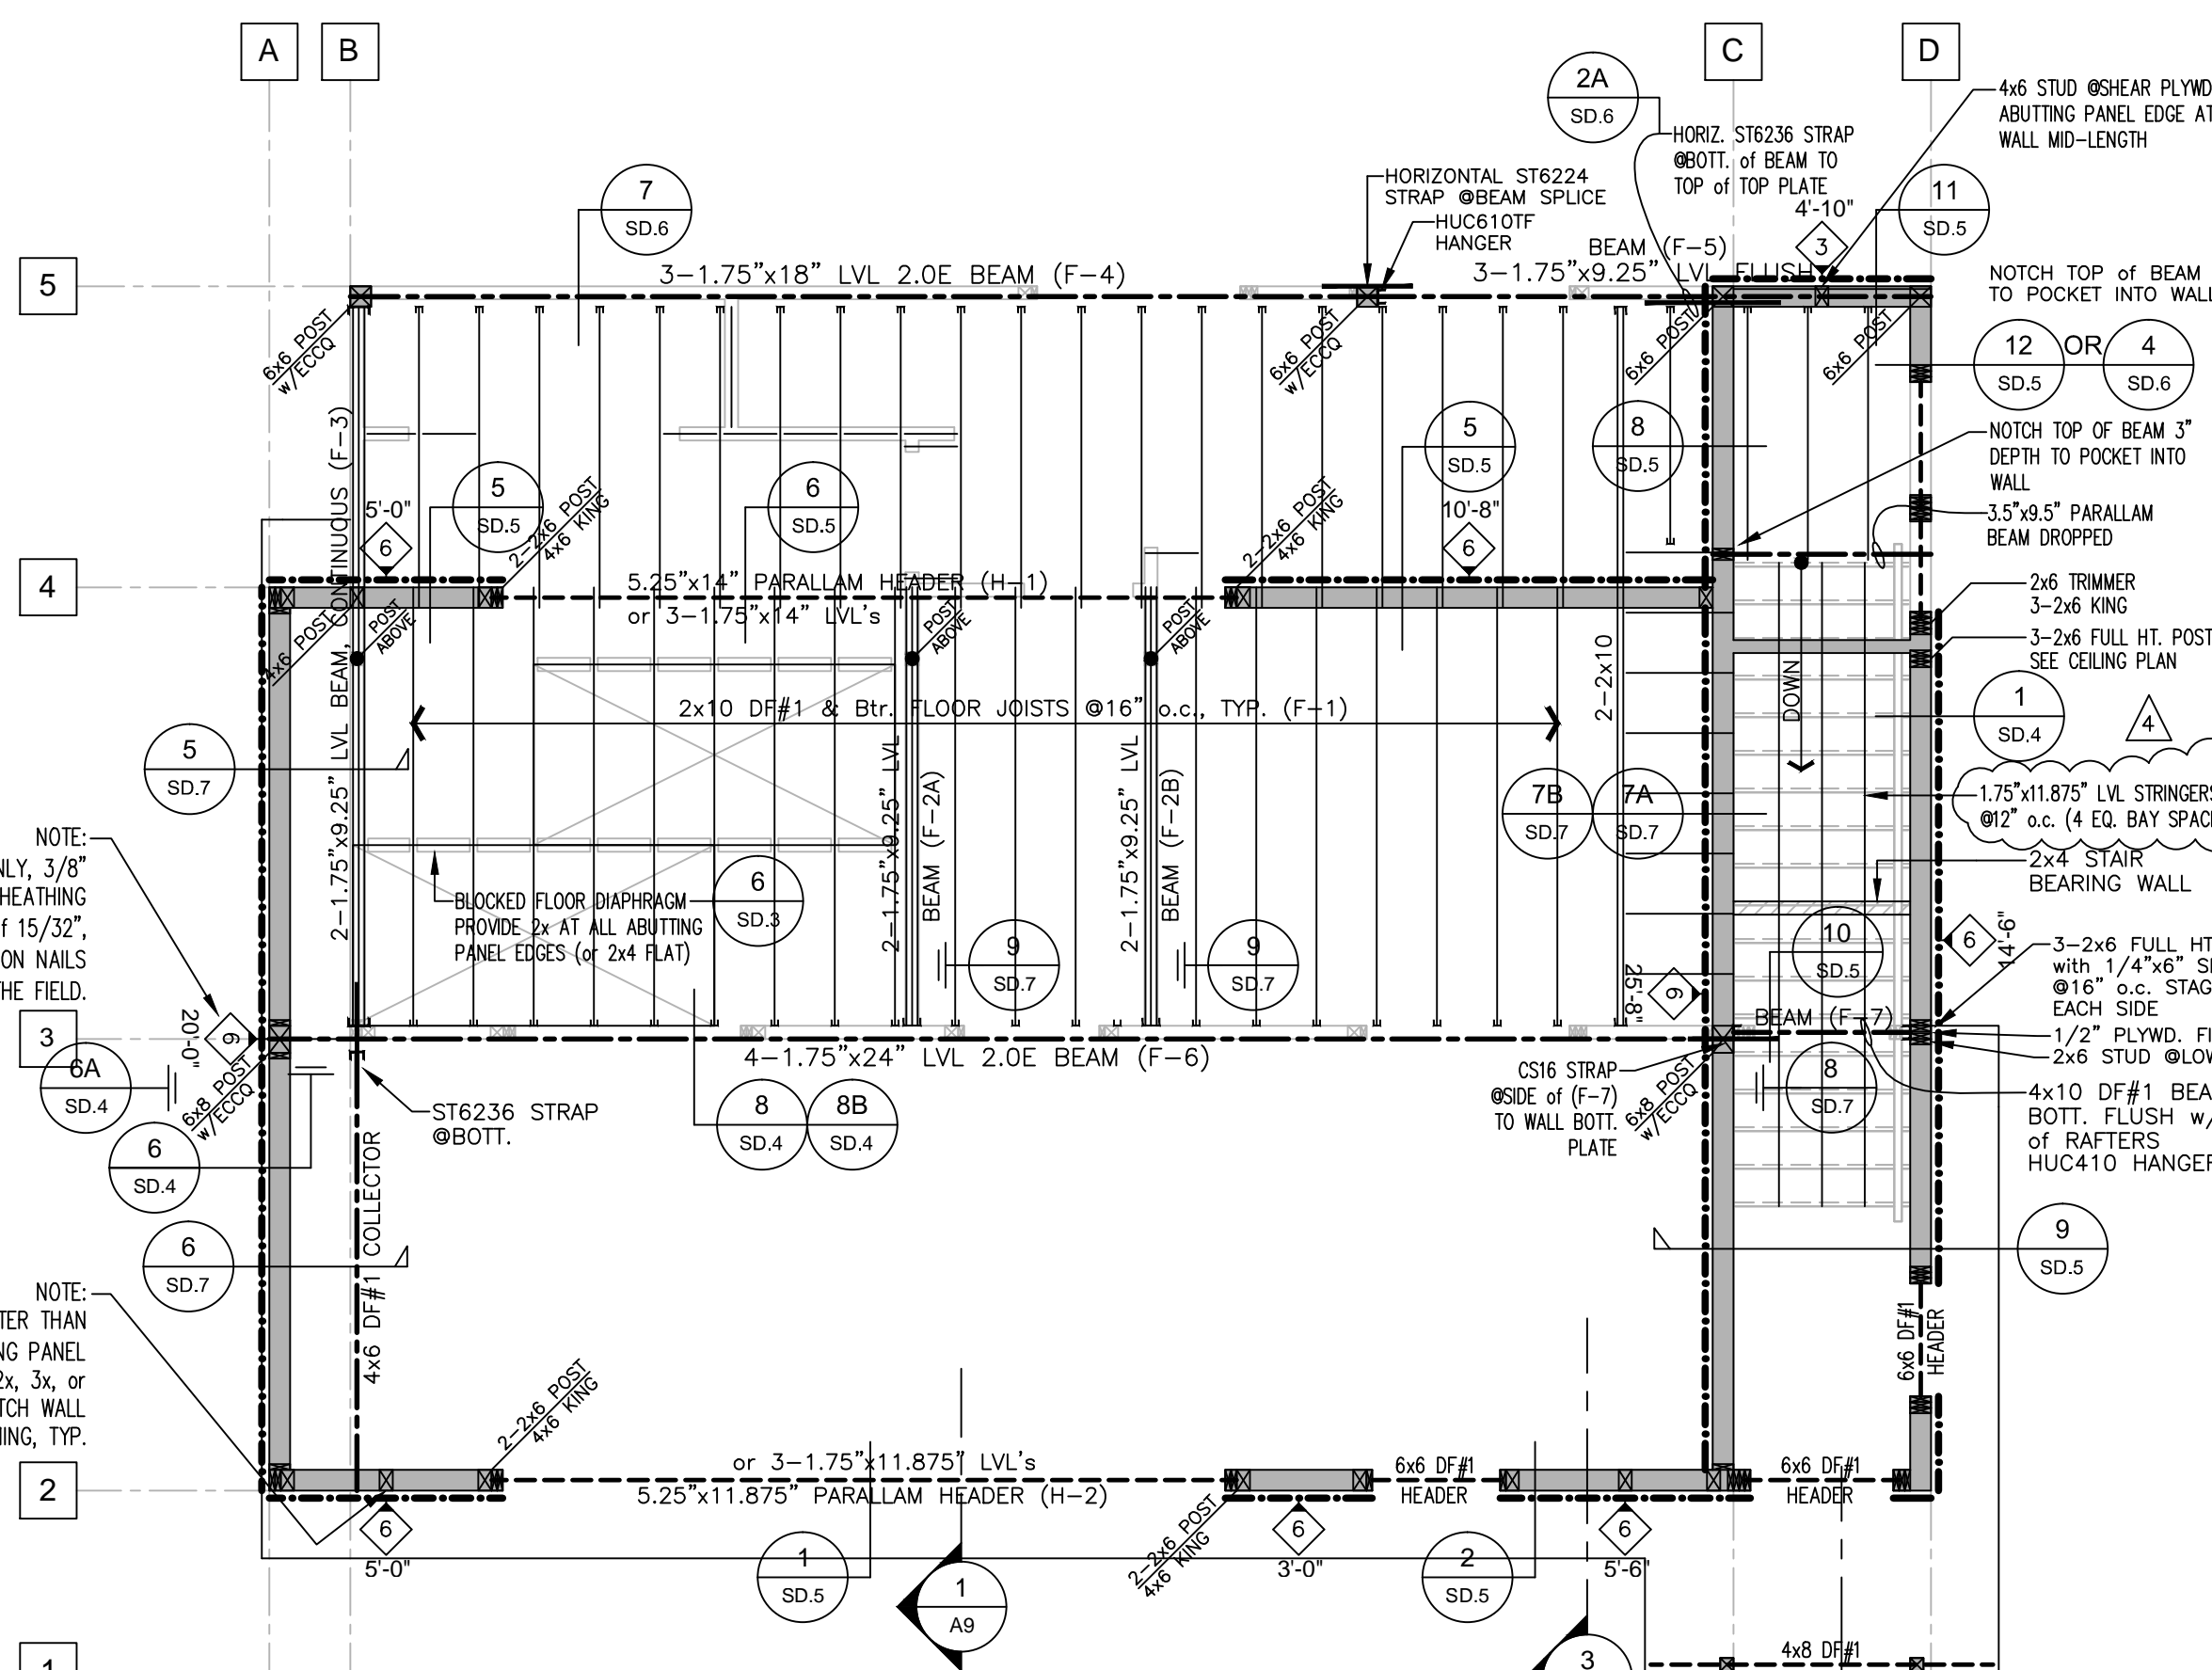 A
B
C
D
5
4
3
2
1
2A
SD.6
HORIZ. ST6236 STRAP
@BOTT. of BEAM TO
TOP of TOP PLATE
4'-10"
3
4x6 STUD @SHEAR PLYWD
ABUTTING PANEL EDGE AT
WALL MID-LENGTH
11
SD.5
7
SD.6
HORIZONTAL ST6224
STRAP @BEAM SPLICE
HUC610TF
HANGER
BEAM (F-5)
3-1.75"x9.25" LVL FLUSH
3-1.75"x18" LVL 2.0E BEAM (F-4)
NOTCH TOP of BEAM
TO POCKET INTO WALL
12
SD.5
OR
4
SD.6
6x6 POST
w/ECCQ
6x6 POST
w/ECCQ
6x6 POST
6x6 POST
NOTCH TOP OF BEAM 3"
DEPTH TO POCKET INTO
WALL
3.5"x9.5" PARALLAM
BEAM DROPPED
5
SD.5
6
SD.5
5
SD.5
8
SD.5
5'-0"
6
10'-8"
6
2-2x6 POST
4x6 KING
2-2x6 POST
4x6 KING
5.25"x14" PARALLAM HEADER (H-1)
or 3-1.75"x14" LVL's
4x6 POST
POST
ABOVE
POST
ABOVE
POST
ABOVE
2-1.75"x9.25" LVL BEAM, CONTINUOUS (F-3)
2x6 TRIMMER
3-2x6 KING
3-2x6 FULL HT. POST
SEE CEILING PLAN
1
SD.4
4
2-2x10
DOWN
2x10 DF#1 & Btr. FLOOR JOISTS @16" o.c., TYP. (F-1)
5
SD.7
2-1.75"x9.25" LVL
BEAM (F-2A)
2-1.75"x9.25" LVL
BEAM (F-2B)
7B
SD.7
7A
SD.7
1.75"x11.875" LVL STRINGERS
@12" o.c. (4 EQ. BAY
2x4 STAIR
BEARING WALL
NOTE:
3/8"
of 15/32",
NAILS
THE FIELD.
BLOCKED FLOOR DIAPHRAGM
PROVIDE 2x AT ALL ABUTTING
PANEL EDGES (or 2x4 FLAT)
6
SD.3
9
SD.7
9
SD.7
10
SD.5
6
14'-6"
25'-8"
6
20'-0"
6
3-2x6 FULL HT
with 1/4"x6"
@16" o.c.
EACH SIDE
1/2" PLYWD.
2x6 STUD
BEAM (F-7)
4-1.75"x24" LVL 2.0E BEAM (F-6)
6A
SD.4
6x8 POST
w/ECCQ
6
SD.4
ST6236 STRAP
@BOTT.
8
SD.4
8B
SD.4
CS16 STRAP
@SIDE of (F-7)
TO WALL BOTT.
PLATE
6x8 POST
w/ECCQ
8
SD.7
4x10 DF#1
BOTT. FLUSH
of RAFTERS
HUC410 HANGER
4x6 DF#1 COLLECTOR
6
SD.7
9
SD.5
NOTE:
THAN
PANEL
2x, 3x, or
WALL
TYP.
6x6 DF#1
HEADER
2-2x6 POST
4x6 KING
or 3-1.75"x11.875" LVL's
5.25"x11.875" PARALLAM HEADER (H-2)
6x6 DF#1
HEADER
6x6 DF#1
HEADER
6
5'-0"
2-2x6 POST
4x6 KING
6
3'-0"
6
5'-6"
1
SD.5
1
A9
2
SD.5
3
4x8 DF#1